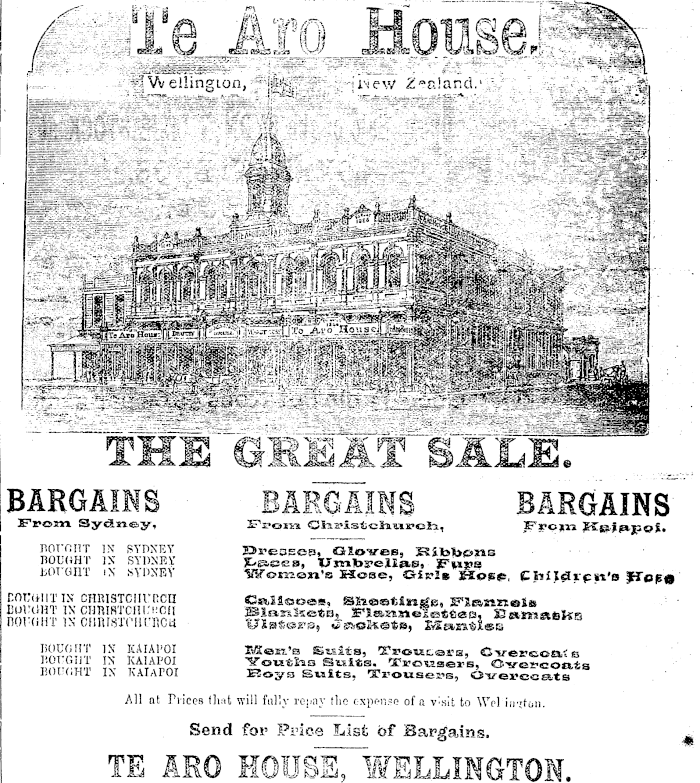 Te Aro House.
Wellington, New Zealand.
Te Aro House Te Aro House
THE GREAT SALE.
BARGAINS BARGAINS BARGAINS
From Sydney, From Christchurch, From Kaiapoi.
BOUGHT IN SYDNEY Dresses, Gloves, Ribbons
BOUGHT IN SYDNEY Laces, Umbrellas, Furs
BOUGHT IN SYDNEY Women's Hose, Girls Hose, Children's Hose
BOUGHT IN CHRISTCHURCH Calicoes, Sheetings, Flannels
BOUGHT IN CHRISTCHURCH Blankets, Flannelettes, Damasks
BOUGHT IN CHRISTCHURCH Ulsters, Jackets, Mantles
BOUGHT IN KAIAPOI Men's Suits, Trousers, Overcoats
BOUGHT IN KAIAPOI Youths Suits. Trousers, Overcoats
BOUGHT IN KAIAPOI Boys Suits, Trousers, Overcoats
All at Prices that will fully repay the expense of a visit to Wellington.
Send for Price List of Bargains.
TE ARO HOUSE, WELLINGTON.